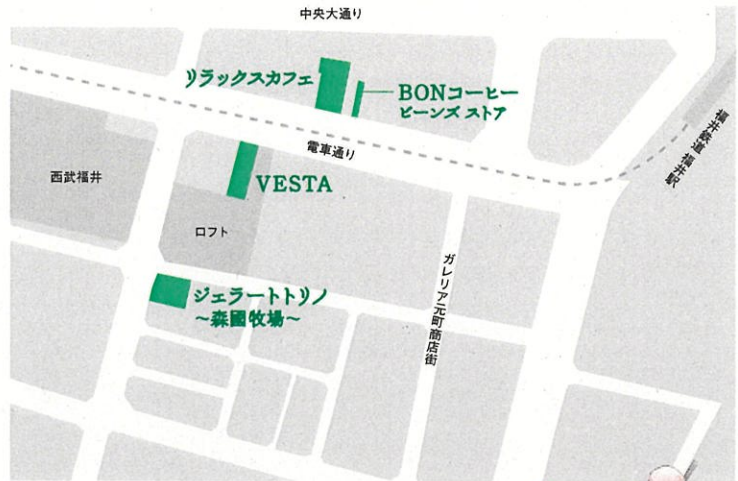 中央大通り
リラックスカフェ
BONコーヒー
ビーンズ ストア
福井鉄道 福井駅
電車通り
西武福井
VESTA
ロフト
ガレリア元町商店街
ジェラートトリノ
～森國牧場～